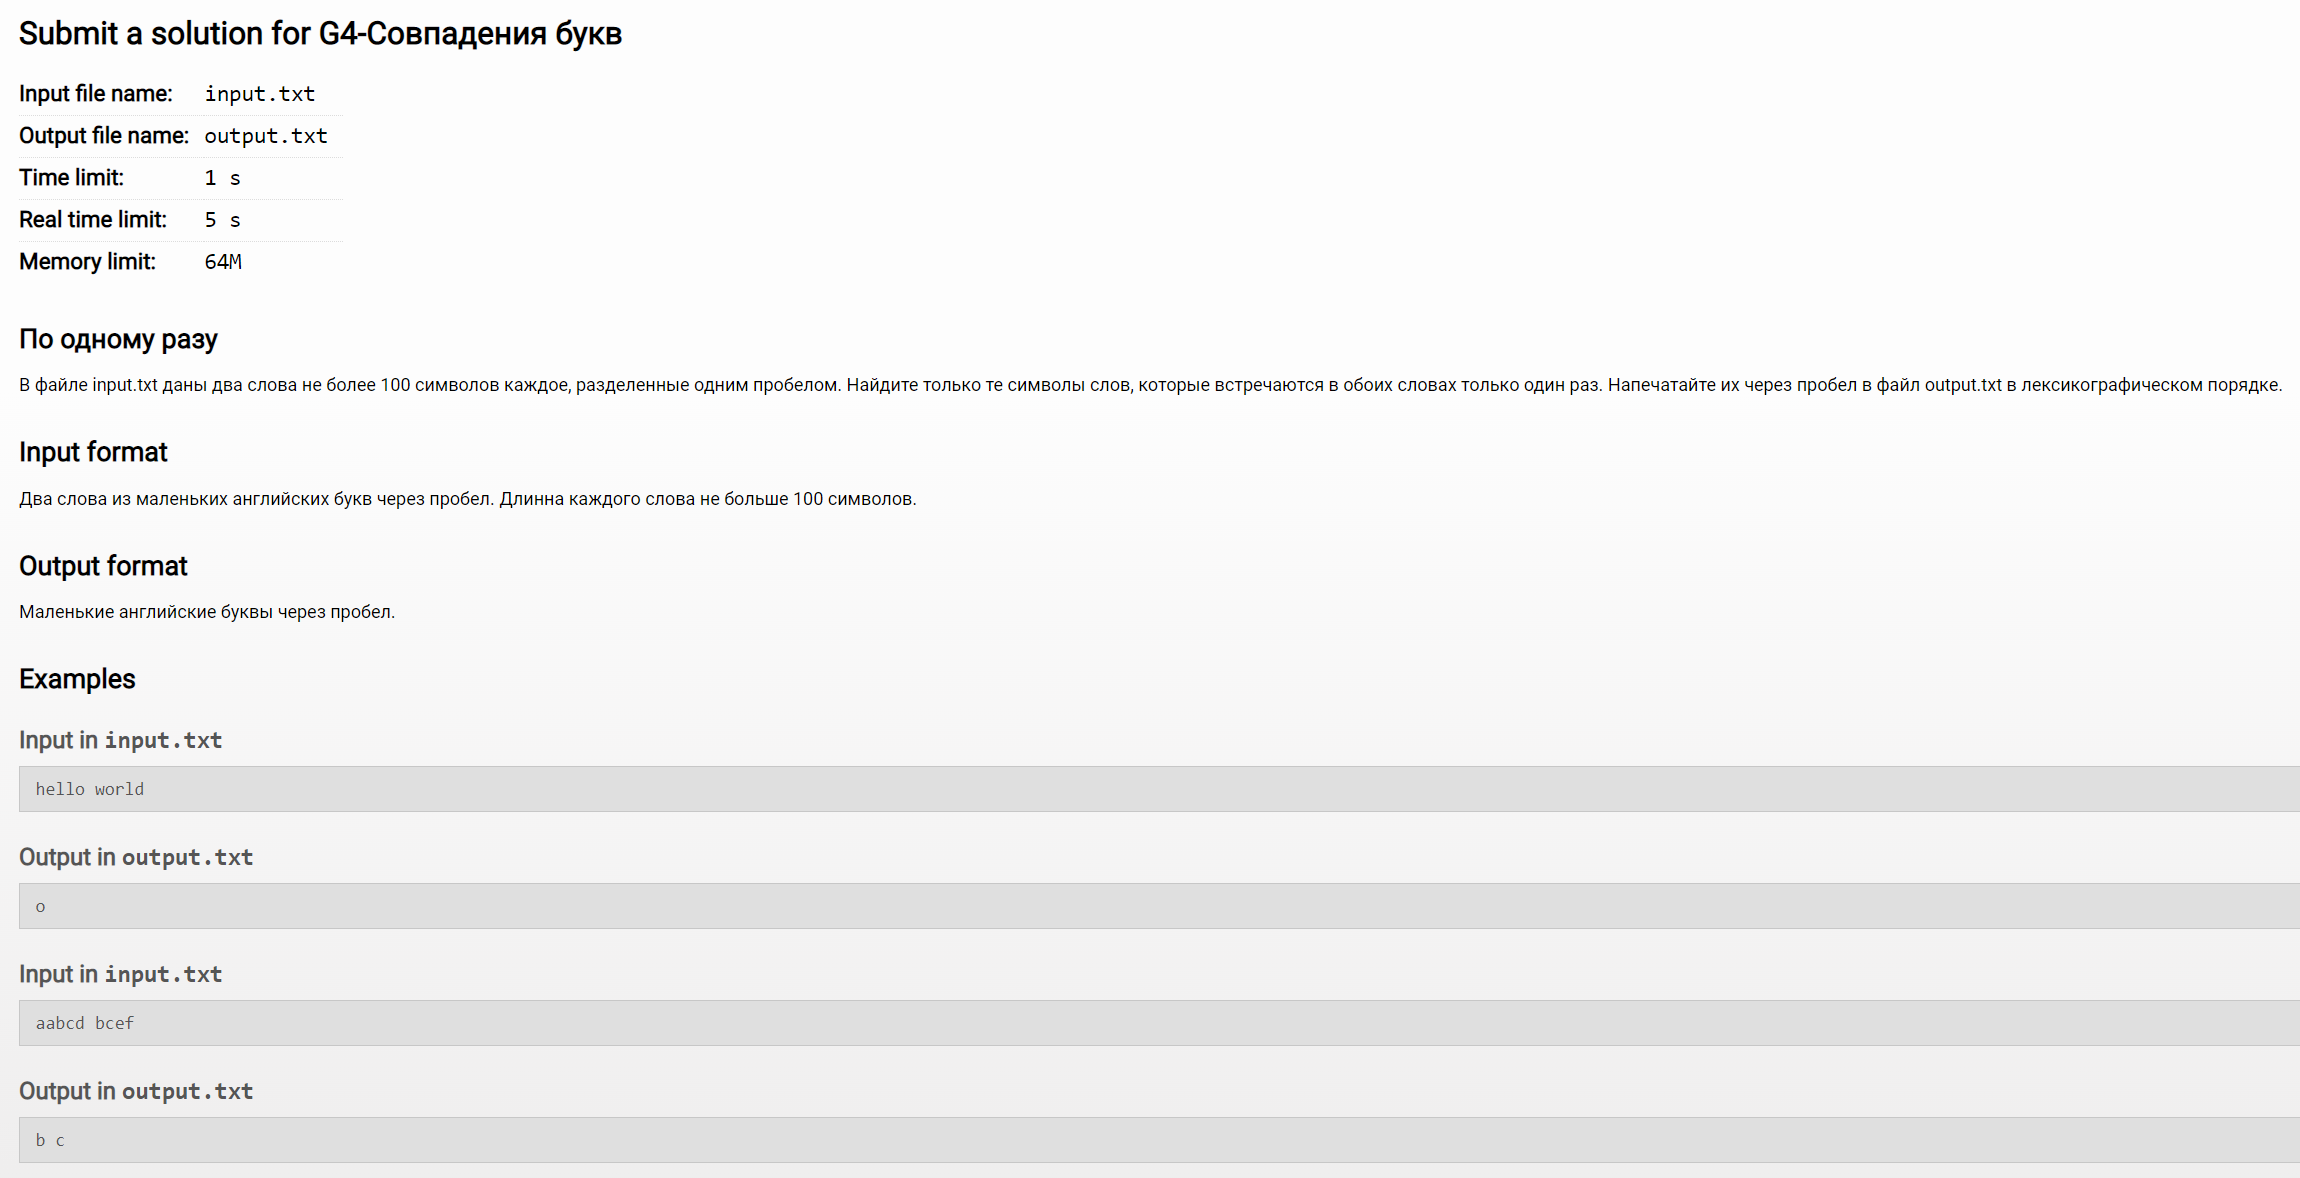 Submit a solution for G4-Совпадения букв
Input file name: input.txt
Output file name: output.txt
Time limit: 1 s
Real time limit: 5 s
Memory limit: 64M
По одному разу
В файле input.txt даны два слова не более 100 символов каждое, разделенные одним пробелом. Найдите только те символы слов, которые встречаются в обоих словах только один раз. Напечатайте их через пробел в файл output.txt в лексикографическом порядке.
Input format
Два слова из маленьких английских букв через пробел. Длинна каждого слова не больше 100 символов.
Output format
Маленькие английские буквы через пробел.
Examples
Input in input.txt
hello world
Output in output.txt
o
Input in input.txt
aabcd bcef
Output in output.txt
b c